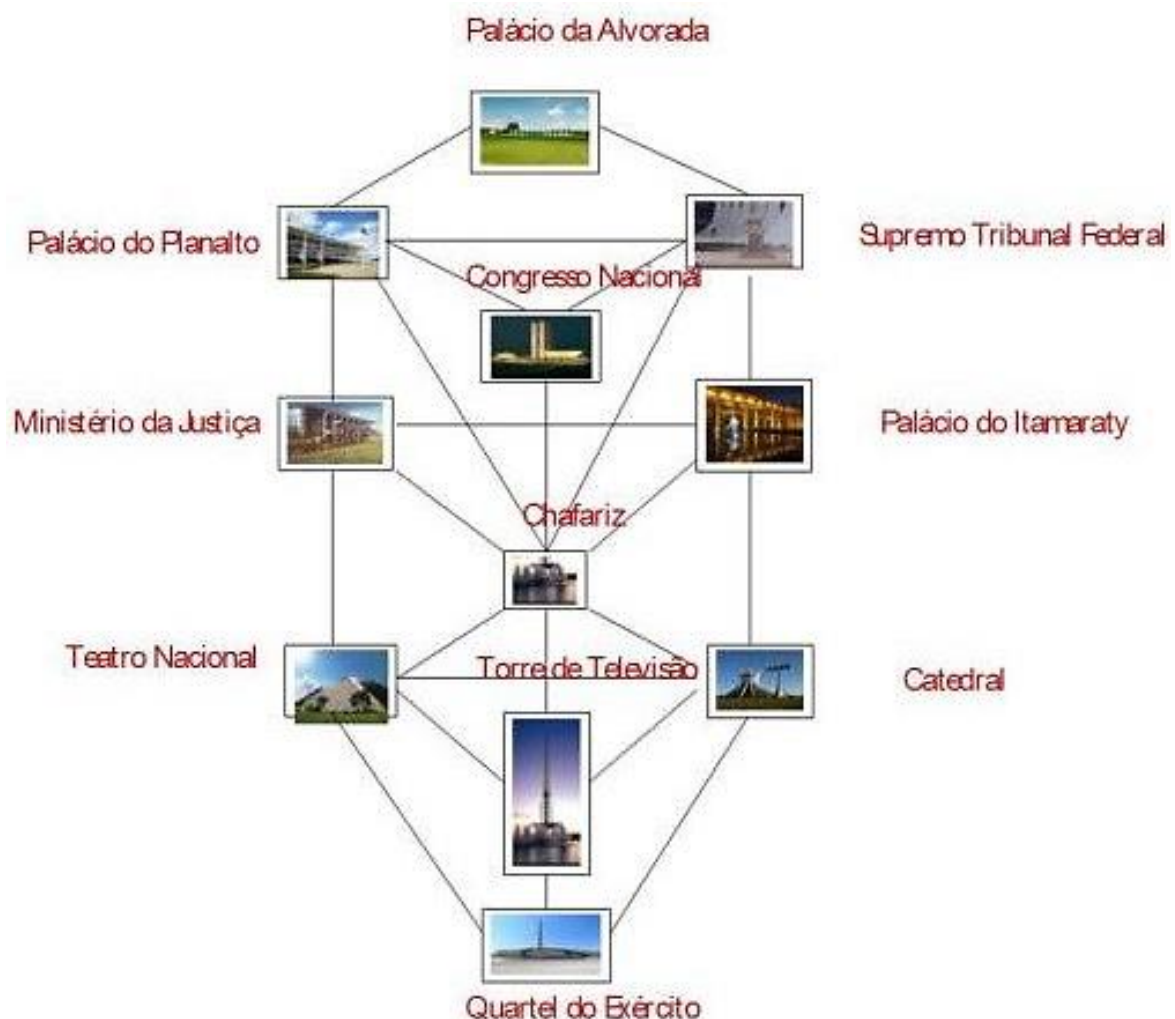 Palácio da Alvorada
Palácio do Planalto
Supremo Tribunal Federal
Congresso Nacional
Ministério da Justiça
Palácio do Itamaraty
Chafariz
Teatro Nacional
Torre de Televisão
Catedral
Quartel do Exército